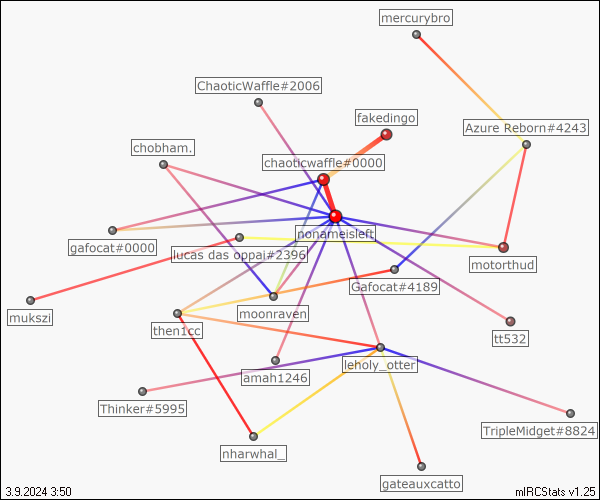 mercurybro
ChaoticWaffle#2006
fakedingo
Azure Reborn#4243
chobham.
chaoticwaffle#0000
nonameisleft
gafocat#0000
lucas das oppai#2396
motorthud
Gafocat#4189
mukszi
moonraven
then1cc
tt532
leholy_otter
amah1246
Thinker#5995
TripleMidget#8824
nharwhal_
gateauxcatto
3.9.2024 3:50
mIRCStats v1.25